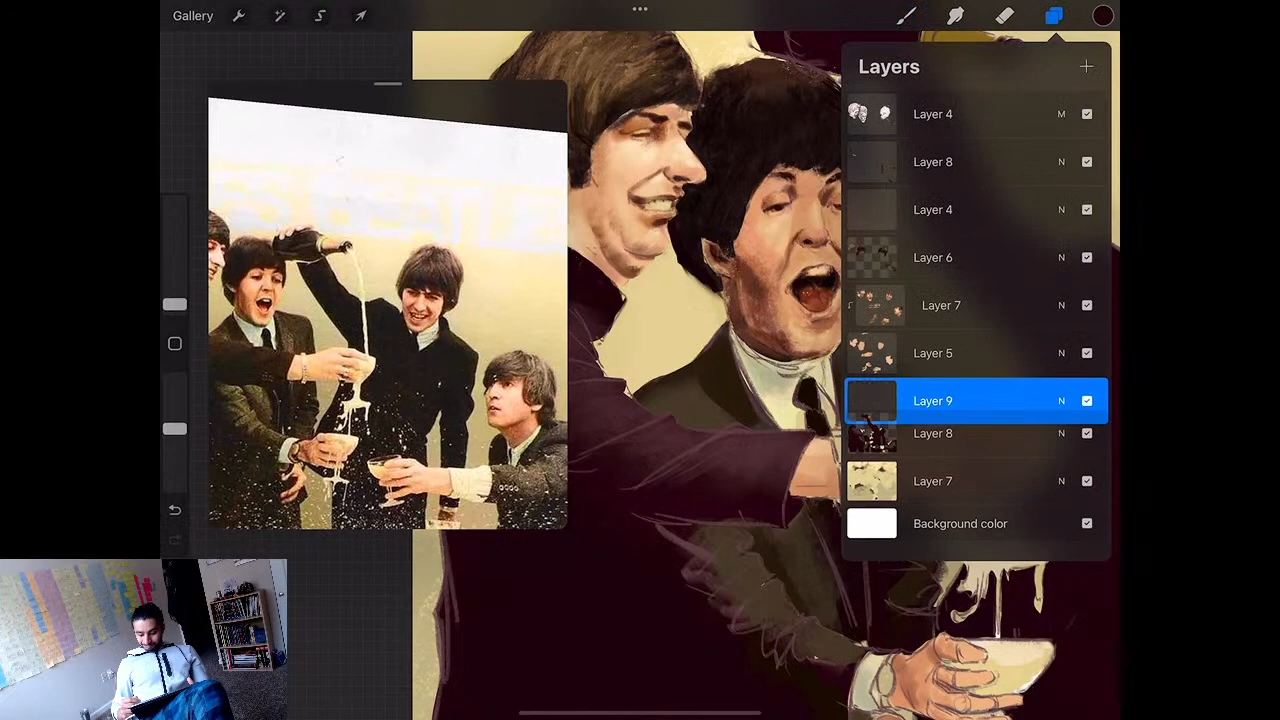 Gallery
Layers
Layer 4 M
Layer 8 N
Layer 4 N
Layer 6 N
Layer 7 N
Layer 5 N
Layer 9 N
Layer 8 N
Layer 7 N
Background color